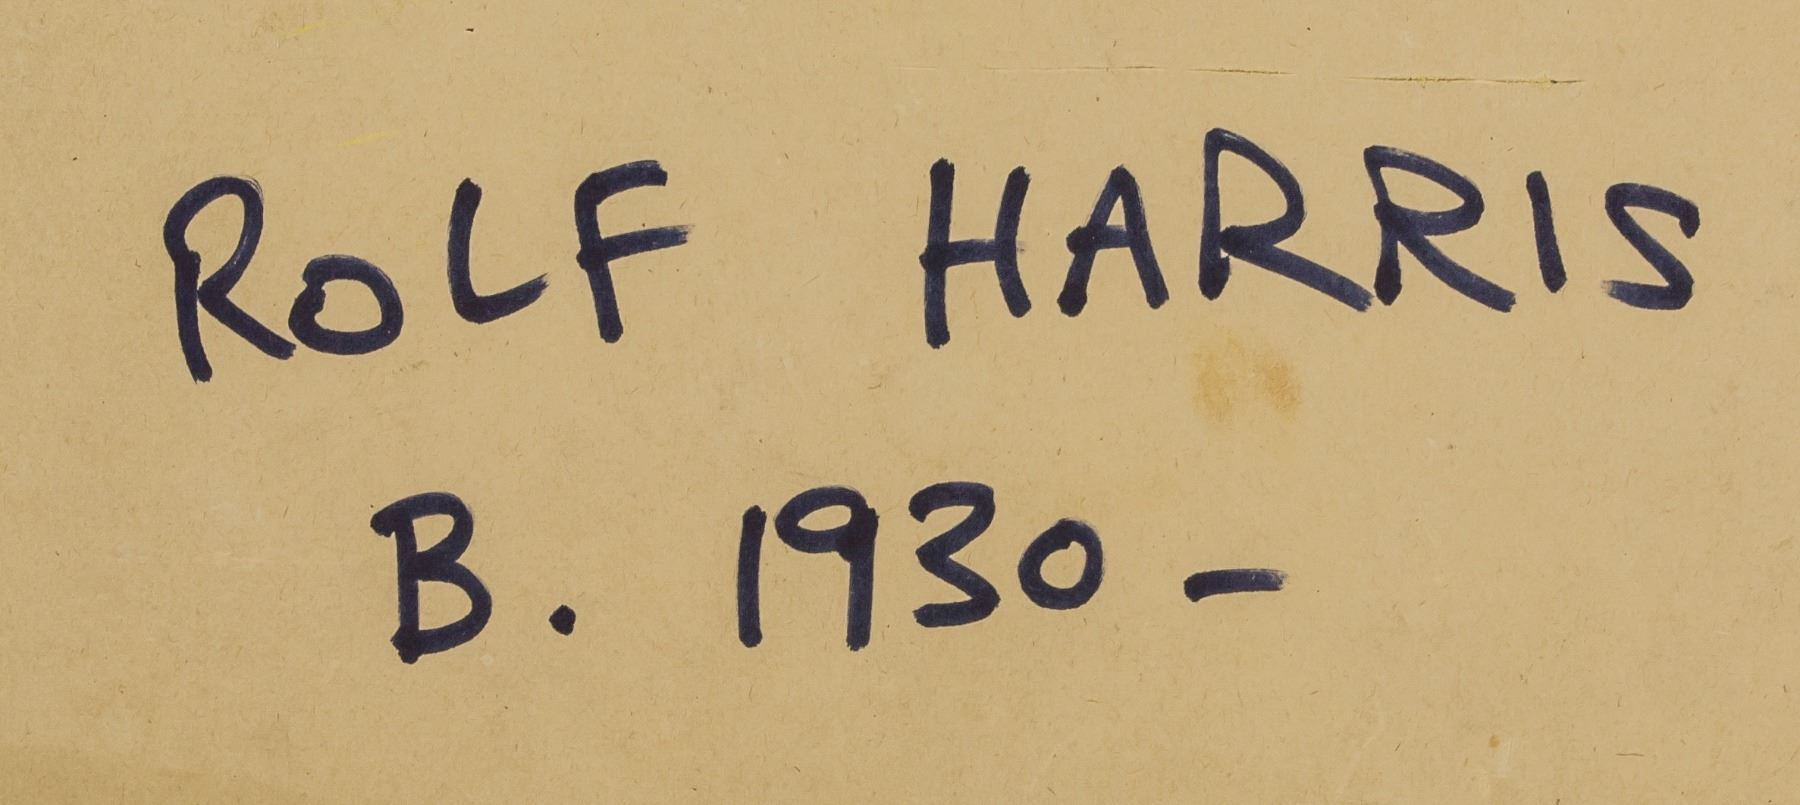 ROLF HARRIS
B. 1930 -